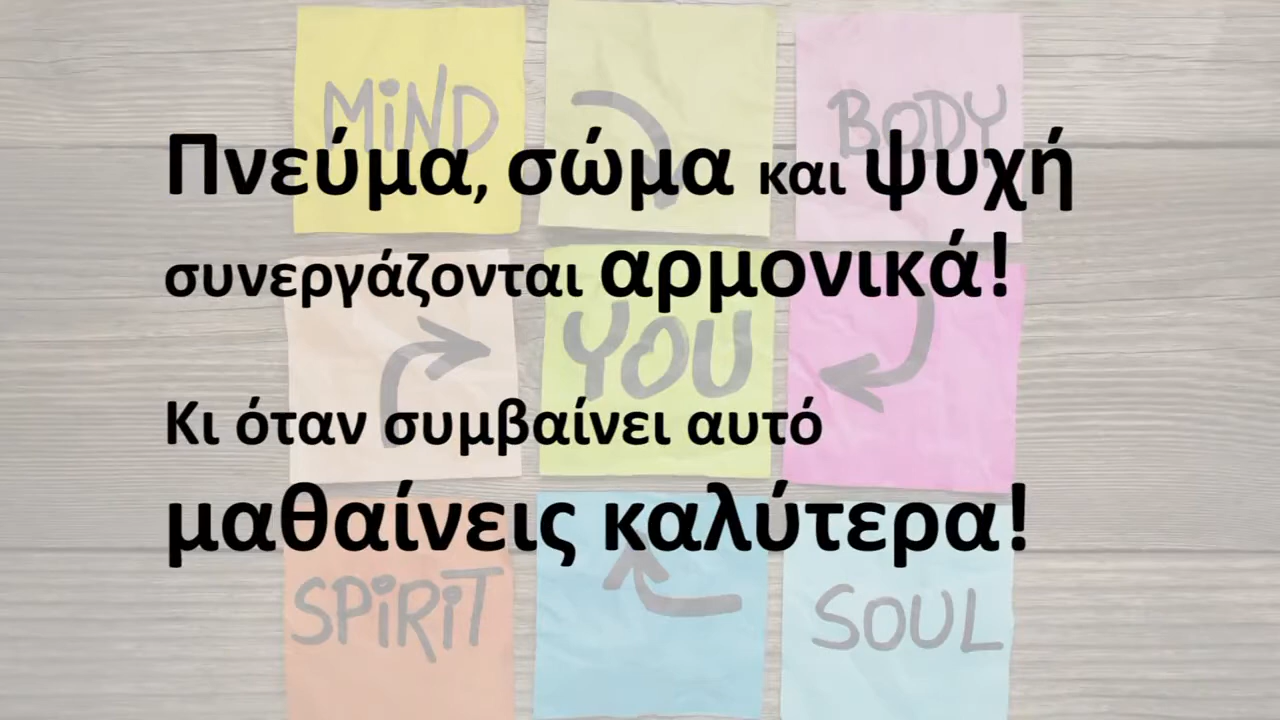 MiND
BODY
Πνεύμα, σώμα και ψυχή
συνεργάζονται αρμονικά!
YOU
Κι όταν συμβαίνει αυτό
μαθαίνεις καλύτερα!
SPiRiT
SOUL